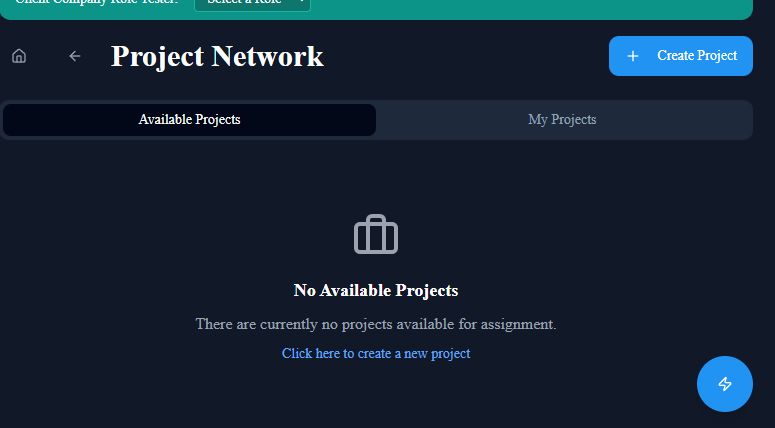 Client Company Role Tester:
Select a Role
Project Network
Create Project
Available Projects
My Projects
No Available Projects
There are currently no projects available for assignment.
Click here to create a new project